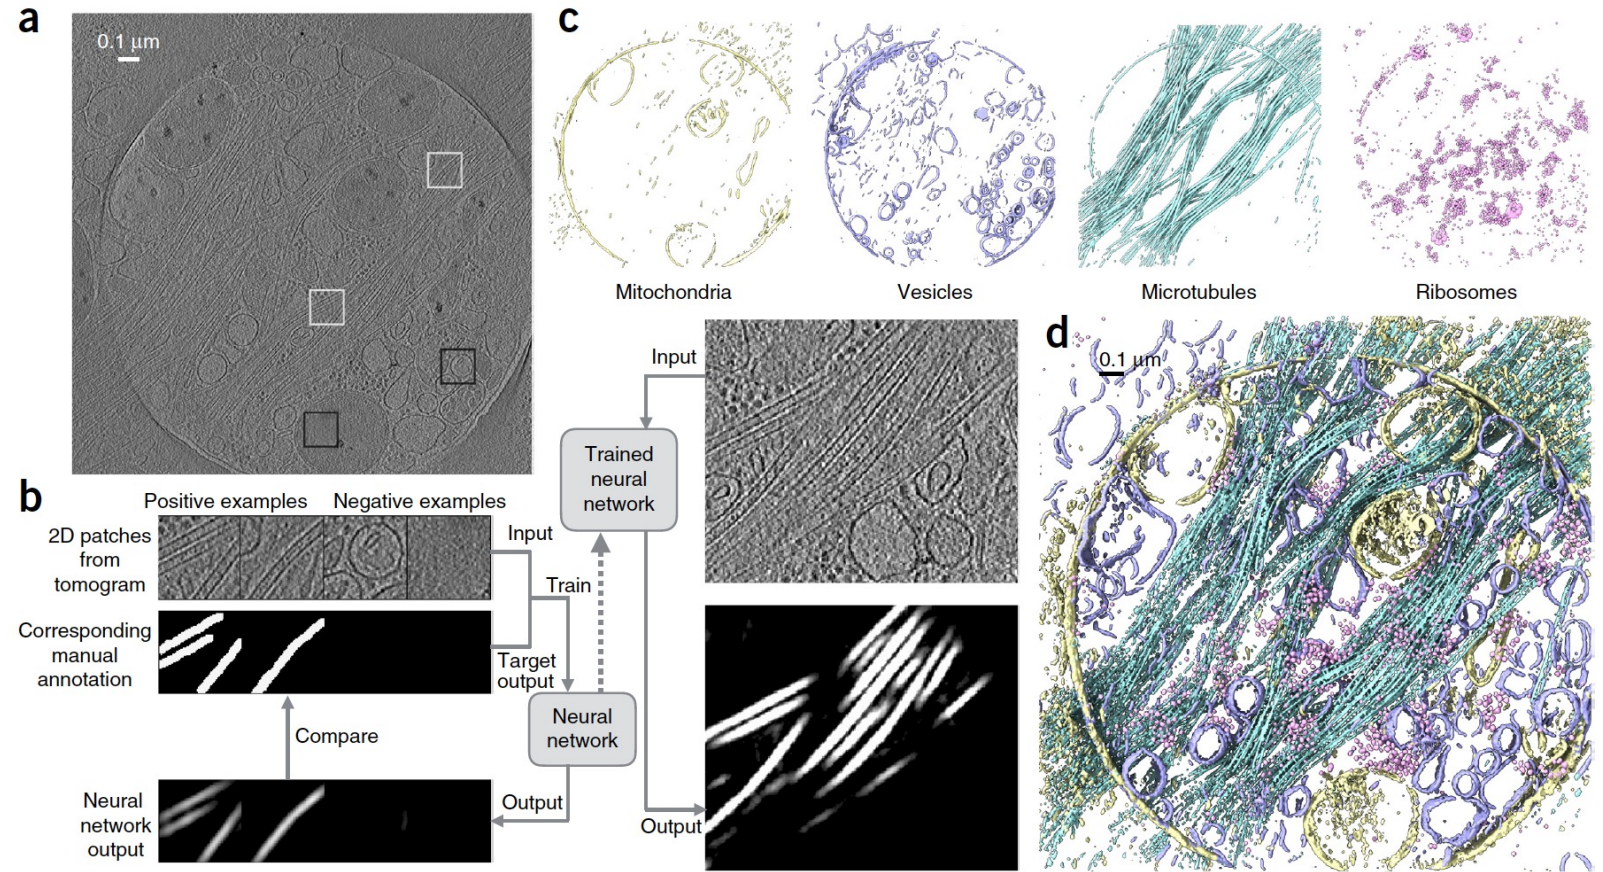 a
0.1 μm
b
Positive examples
Negative examples
2D patches
from
tomogram
Input
Train
Corresponding
manual
annotation
Target
output
Compare
Neural
network
Neural
network
output
Output
c
Mitochondria
Vesicles
Microtubules
Ribosomes
Input
Trained
neural
network
Output
d
0.1 μm